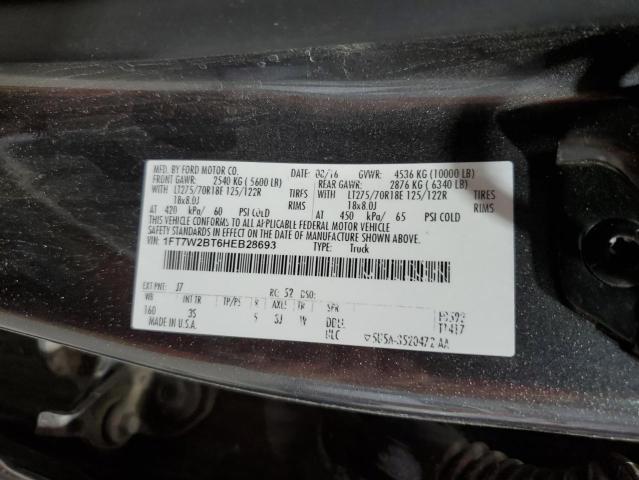 MFD. BY FORD MOTOR CO.
DATE: 08/16 GVWR: 4536 KG (10000 LB)
FRONT GAWR: 2540 KG ( 5600 LB) REAR GAWR: 2876 KG ( 6340 LB)
WITH LT275/70R18E 125/122R TIRES WITH LT275/70R18E 125/122R TIRES
18x8.0J RIMS 18x8.0J RIMS
AT 420 kPa/ 60 PSI COLD AT 450 kPa/ 65 PSI COLD
THIS VEHICLE CONFORMS TO ALL APPLICABLE FEDERAL MOTOR VEHICLE
SAFETY STANDARDS IN EFFECT ON THE DATE OF MANUFACTURE SHOWN ABOVE.
VIN: 1FT7W2BT6HEB28693
TYPE: Truck
EXT PNT: J7 RC: 52 DSO:
WB INT TR TP/PS R AXLE TR SPR
160 3S 5 3J W
MADE IN U.S.A.